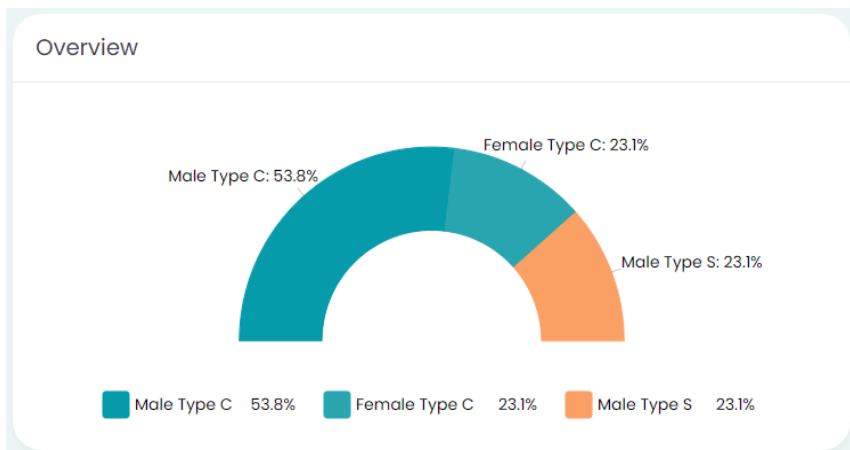 Overview
Female Type C: 23.1%
Male Type C: 53.8%
Male Type S: 23.1%
Male Type C 53.8% Female Type C 23.1% Male Type S 23.1%